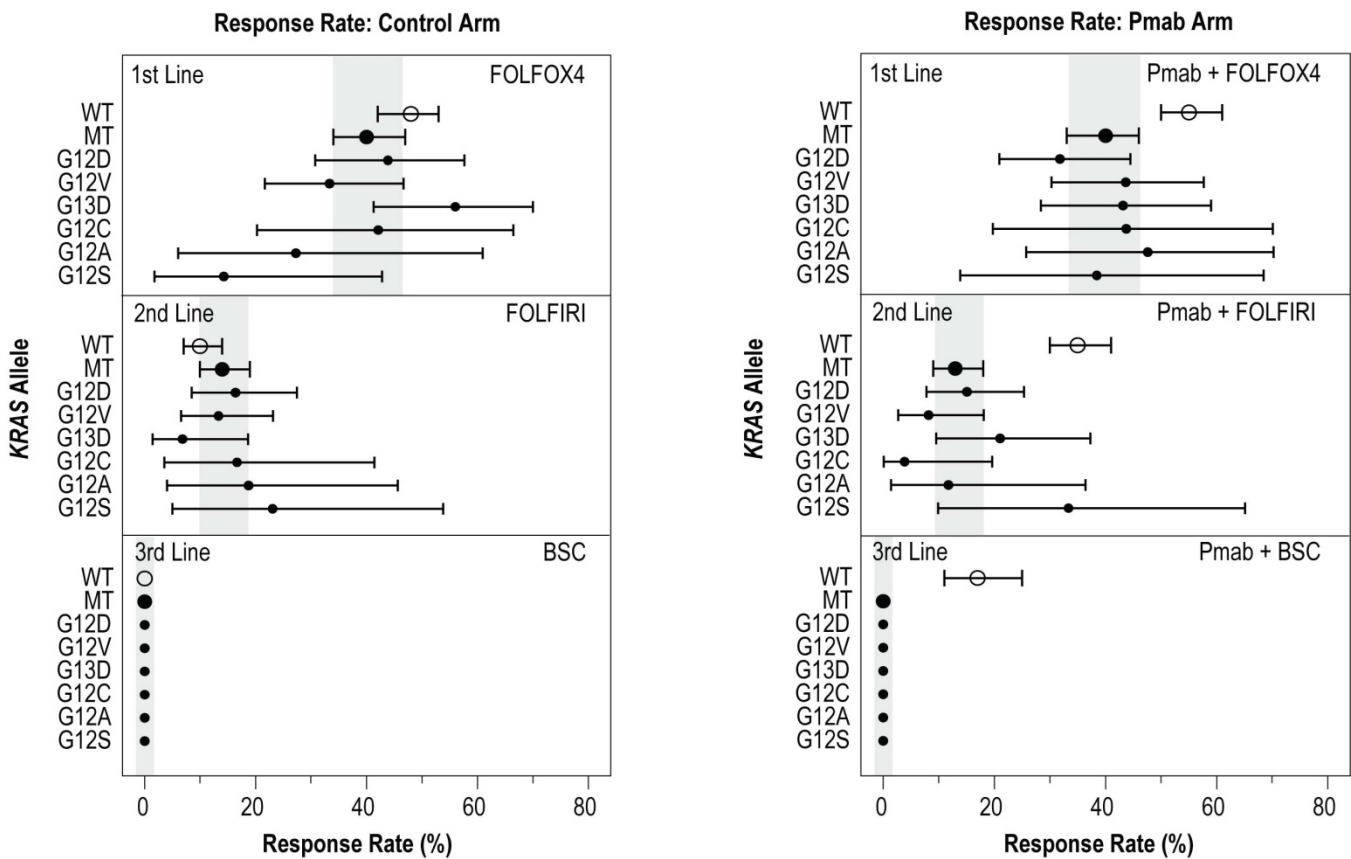 Response Rate: Control Arm
1st Line FOLFOX4
WT
MT
G12D
G12V
G13D
G12C
G12A
G12S
2nd Line FOLFIRI
WT
MT
G12D
G12V
G13D
G12C
G12A
G12S
3rd Line BSC
WT
MT
G12D
G12V
G13D
G12C
G12A
G12S
KRAS Allele
0 20 40 60 80
Response Rate (%)
Response Rate: Pmab Arm
1st Line Pmab + FOLFOX4
WT
MT
G12D
G12V
G13D
G12C
G12A
G12S
2nd Line Pmab + FOLFIRI
WT
MT
G12D
G12V
G13D
G12C
G12A
G12S
3rd Line Pmab + BSC
WT
MT
G12D
G12V
G13D
G12C
G12A
G12S
KRAS Allele
0 20 40 60 80
Response Rate (%)